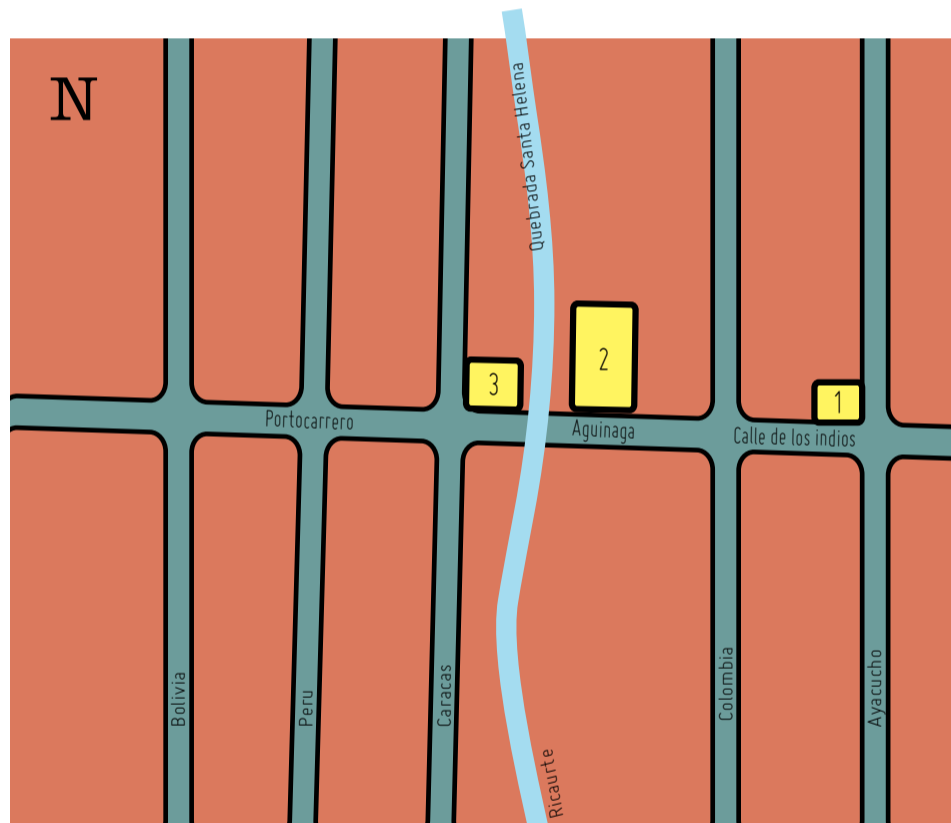 N
Quebrada Santa Helena
2
3
1
Portocarrero
Aguinaga
Calle de los indios
Bolivia
Peru
Caracas
Colombia
Ayacucho
Ricaurte